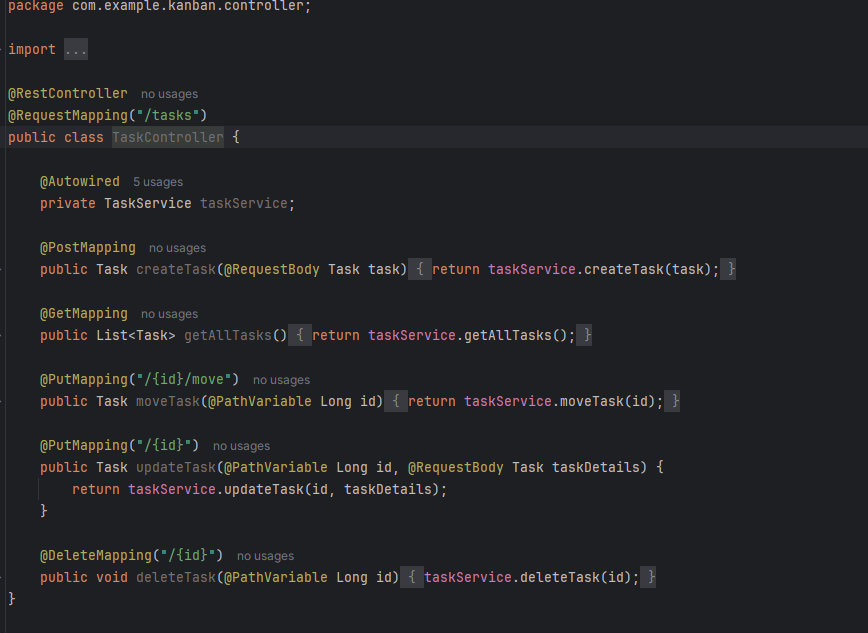 package com.example.kanban.controller;
import ...
@RestController no usages
@RequestMapping("/tasks")
public class TaskController {
@Autowired 5 usages
private TaskService taskService;
@PostMapping no usages
public Task createTask(@RequestBody Task task) { return taskService.createTask(task); }
@GetMapping no usages
public List<Task> getAllTasks() { return taskService.getAllTasks(); }
@PutMapping("/{id}/move") no usages
public Task moveTask(@PathVariable Long id) { return taskService.moveTask(id); }
@PutMapping("/{id}") no usages
public Task updateTask(@PathVariable Long id, @RequestBody Task taskDetails) {
return taskService.updateTask(id, taskDetails);
}
@DeleteMapping("/{id}") no usages
public void deleteTask(@PathVariable Long id) { taskService.deleteTask(id); }
}